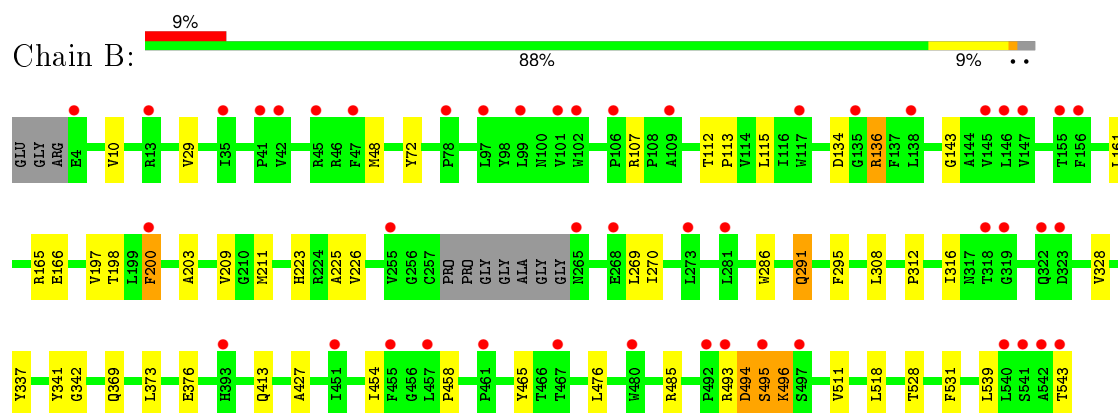 9%
Chain B:
88% 9% • •
GLU GLY ARG E4 V10 R13 V29 I35 P41 V42 R45 R46 F47 M48 Y72 P78 L97 Y98 L99 N100 V101 W102 P106 R107 P108 A109 T112 P113 V114 L115 I116 W117 D134 G135 R136 F137 L138 G143 A144 V145 L146 V147 T155 F156 L161
R165 E166 V197 T198 L199 F200 A203 V209 G210 M211 H223 R224 A225 V226 V255 G256 C257 PRO PRO GLY GLY ALA GLY GLY N265 E268 L269 I270 L273 L281 W286 Q291 F295 L308 P312 I316 N317 T318 G319 Q322 D323 V328
Y337 Y341 G342 Q369 L373 E376 H393 Q413 A427 I451 I454 F455 G456 L457 P458 P461 Y465 T466 T467 L476 W480 R485 P492 R493 D494 S495 K496 S497 V511 L518 T528 F531 L539 L540 S541 A542 T543